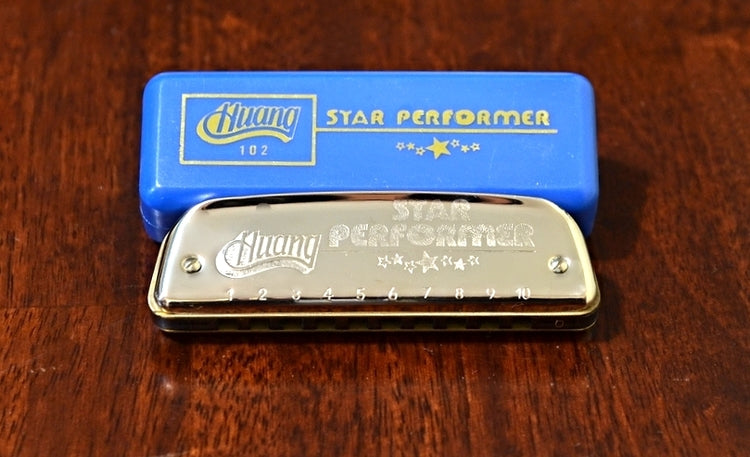 Huang
102
STAR PERFORMER
Huang
STAR
PERFORMER
1 2 3 4 5 6 7 8 9 10